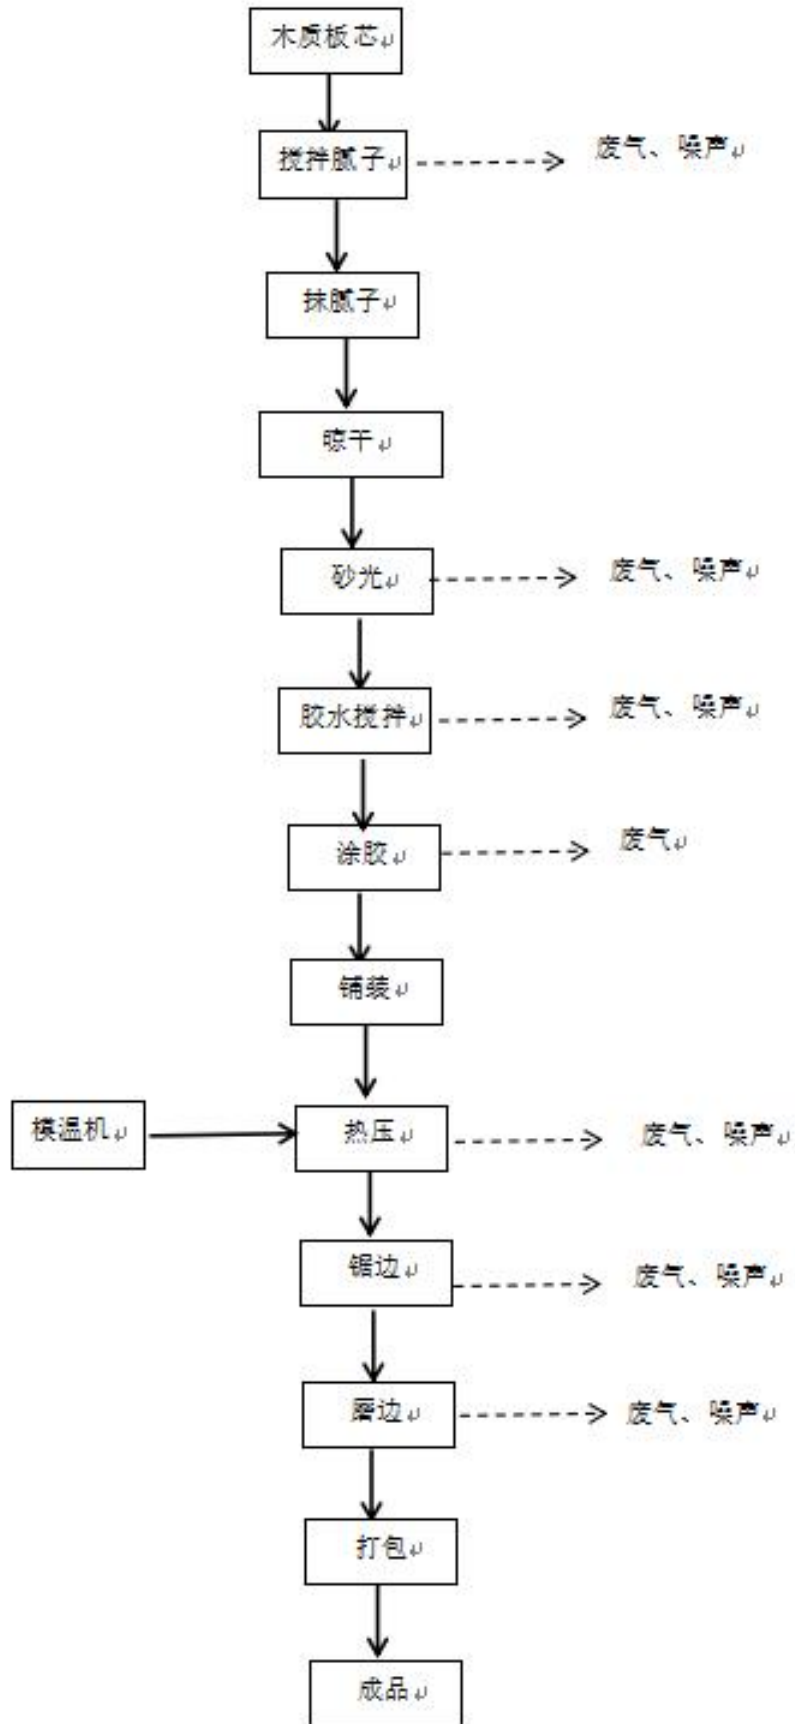 木质板芯
搅拌腻子
废气、噪声
抹腻子
晾干
砂光
废气、噪声
胶水搅拌
废气、噪声
涂胶
废气
铺装
模温机
热压
废气、噪声
锯边
废气、噪声
磨边
废气、噪声
打包
成品